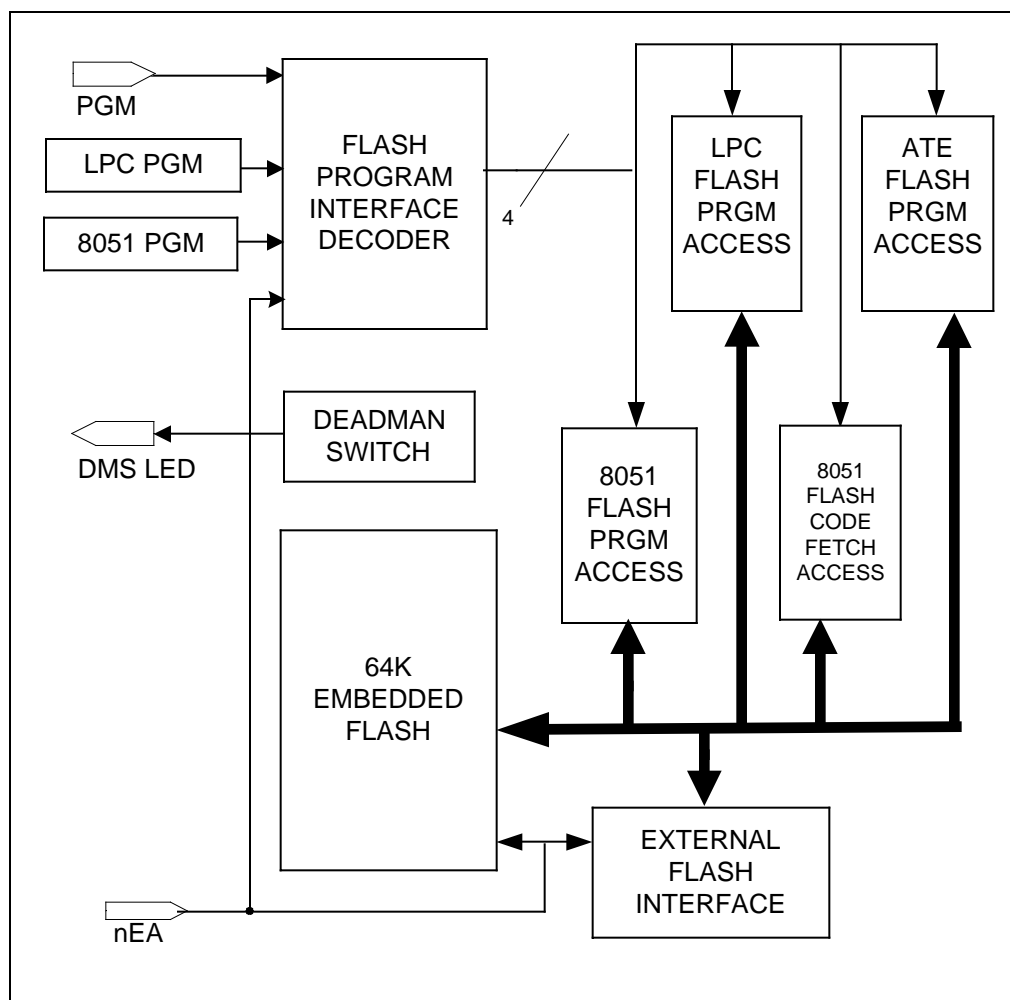 PGM
LPC PGM
8051 PGM
FLASH
PROGRAM
INTERFACE
DECODER
4
LPC
FLASH
PRGM
ACCESS
ATE
FLASH
PRGM
ACCESS
DEADMAN
SWITCH
DMS LED
8051
FLASH
PRGM
ACCESS
8051
FLASH
CODE
FETCH
ACCESS
64K
EMBEDDED
FLASH
EXTERNAL
FLASH
INTERFACE
nEA